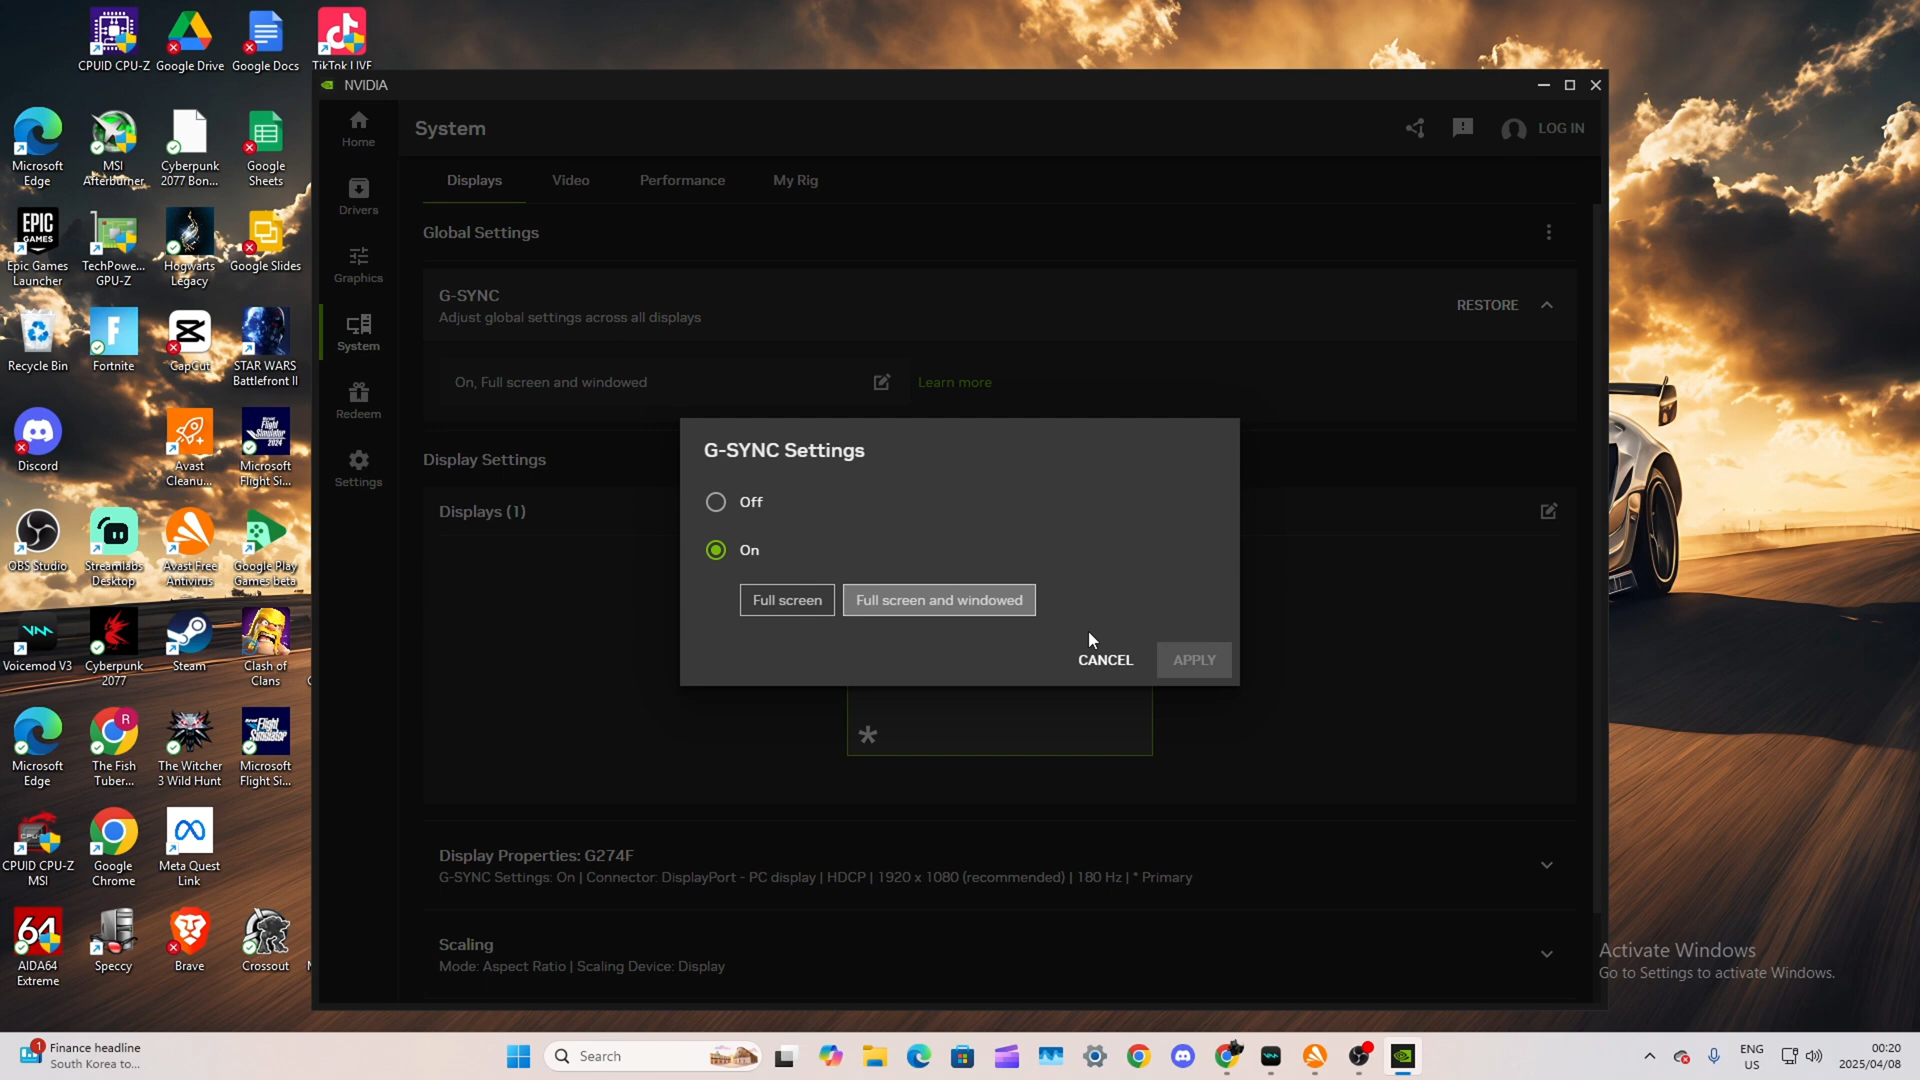 CPUID CPU-Z
Google Drive
Google Docs
TikTok LIVE
Microsoft
Edge
MSI
Afterburner
Cyberpunk
2077 Bon...
Google
Sheets
EPIC
GAMES
Epic Games
Launcher
TechPowe...
GPU-Z
Hogwarts
Legacy
Google Slides
Recycle Bin
Fortnite
CapCut
STAR WARS
Battlefront II
Discord
Avast
Cleanu...
Microsoft
Flight Si...
OBS Studio
Streamlabs
Desktop
Avast Free
Antivirus
Google Play
Games beta
Voicemod V3
Cyberpunk
2077
Steam
Clash of
Clans
Microsoft
Edge
R
The Fish
Tuber...
The Witcher
3 Wild Hunt
Microsoft
Flight Si...
CPUID CPU-Z
MSI
Google
Chrome
Meta Quest
Link
64
AIDA64
Extreme
Speccy
Brave
Crossout
NVIDIA
Home
Drivers
Graphics
System
Redeem
Settings
System
LOG IN
Displays
Video
Performance
My Rig
Global Settings
G-SYNC
Adjust global settings across all displays
RESTORE
On, Full screen and windowed
Learn more
Display Settings
Displays (1)
G-SYNC Settings
Off
On
Full screen
Full screen and windowed
CANCEL
APPLY
*
Display Properties: G274F
G-SYNC Settings: On | Connector: DisplayPort - PC display | HDCP | 1920 x 1080 (recommended) | 180 Hz | * Primary
Scaling
Mode: Aspect Ratio | Scaling Device: Display
Activate Windows
Go to Settings to activate Windows.
1
Finance headline
South Korea to...
Search
ENG
US
00:20
2025/04/08